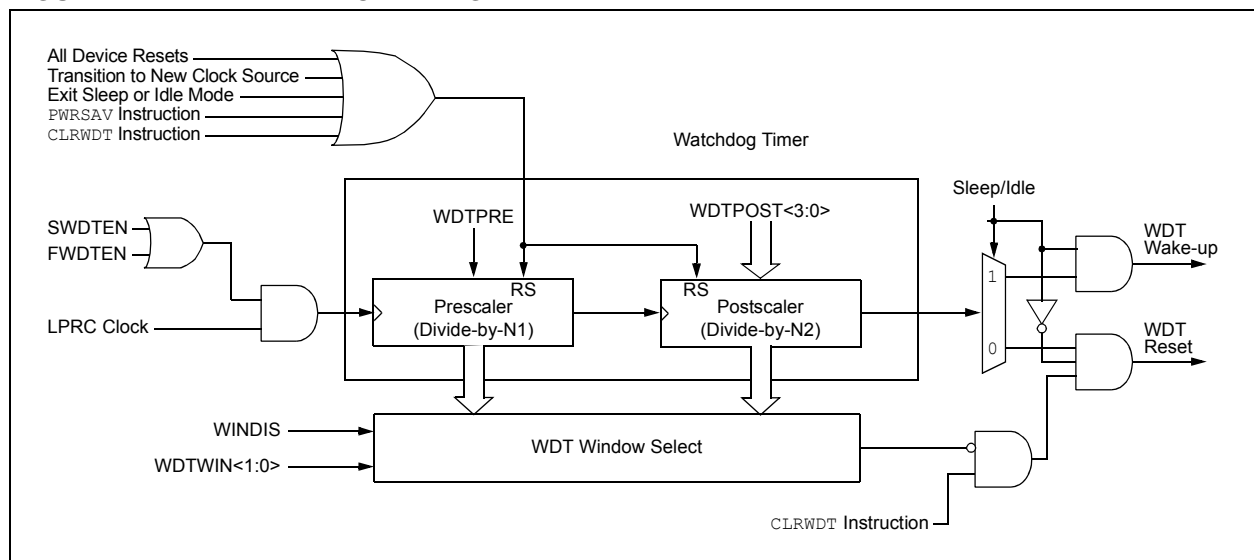 All Device Resets
Transition to New Clock Source
Exit Sleep or Idle Mode
PWRSAV Instruction
CLRWDT Instruction
Watchdog Timer
Sleep/Idle
SWDTEN
FWDTEN
WDTPRE
WDTPOST<3:0>
WDT
Wake-up
RS
RS
1
Prescaler
(Divide-by-N1)
Postscaler
(Divide-by-N2)
LPRC Clock
0
WDT
Reset
WINDIS
WDT Window Select
WDTWIN<1:0>
CLRWDT Instruction